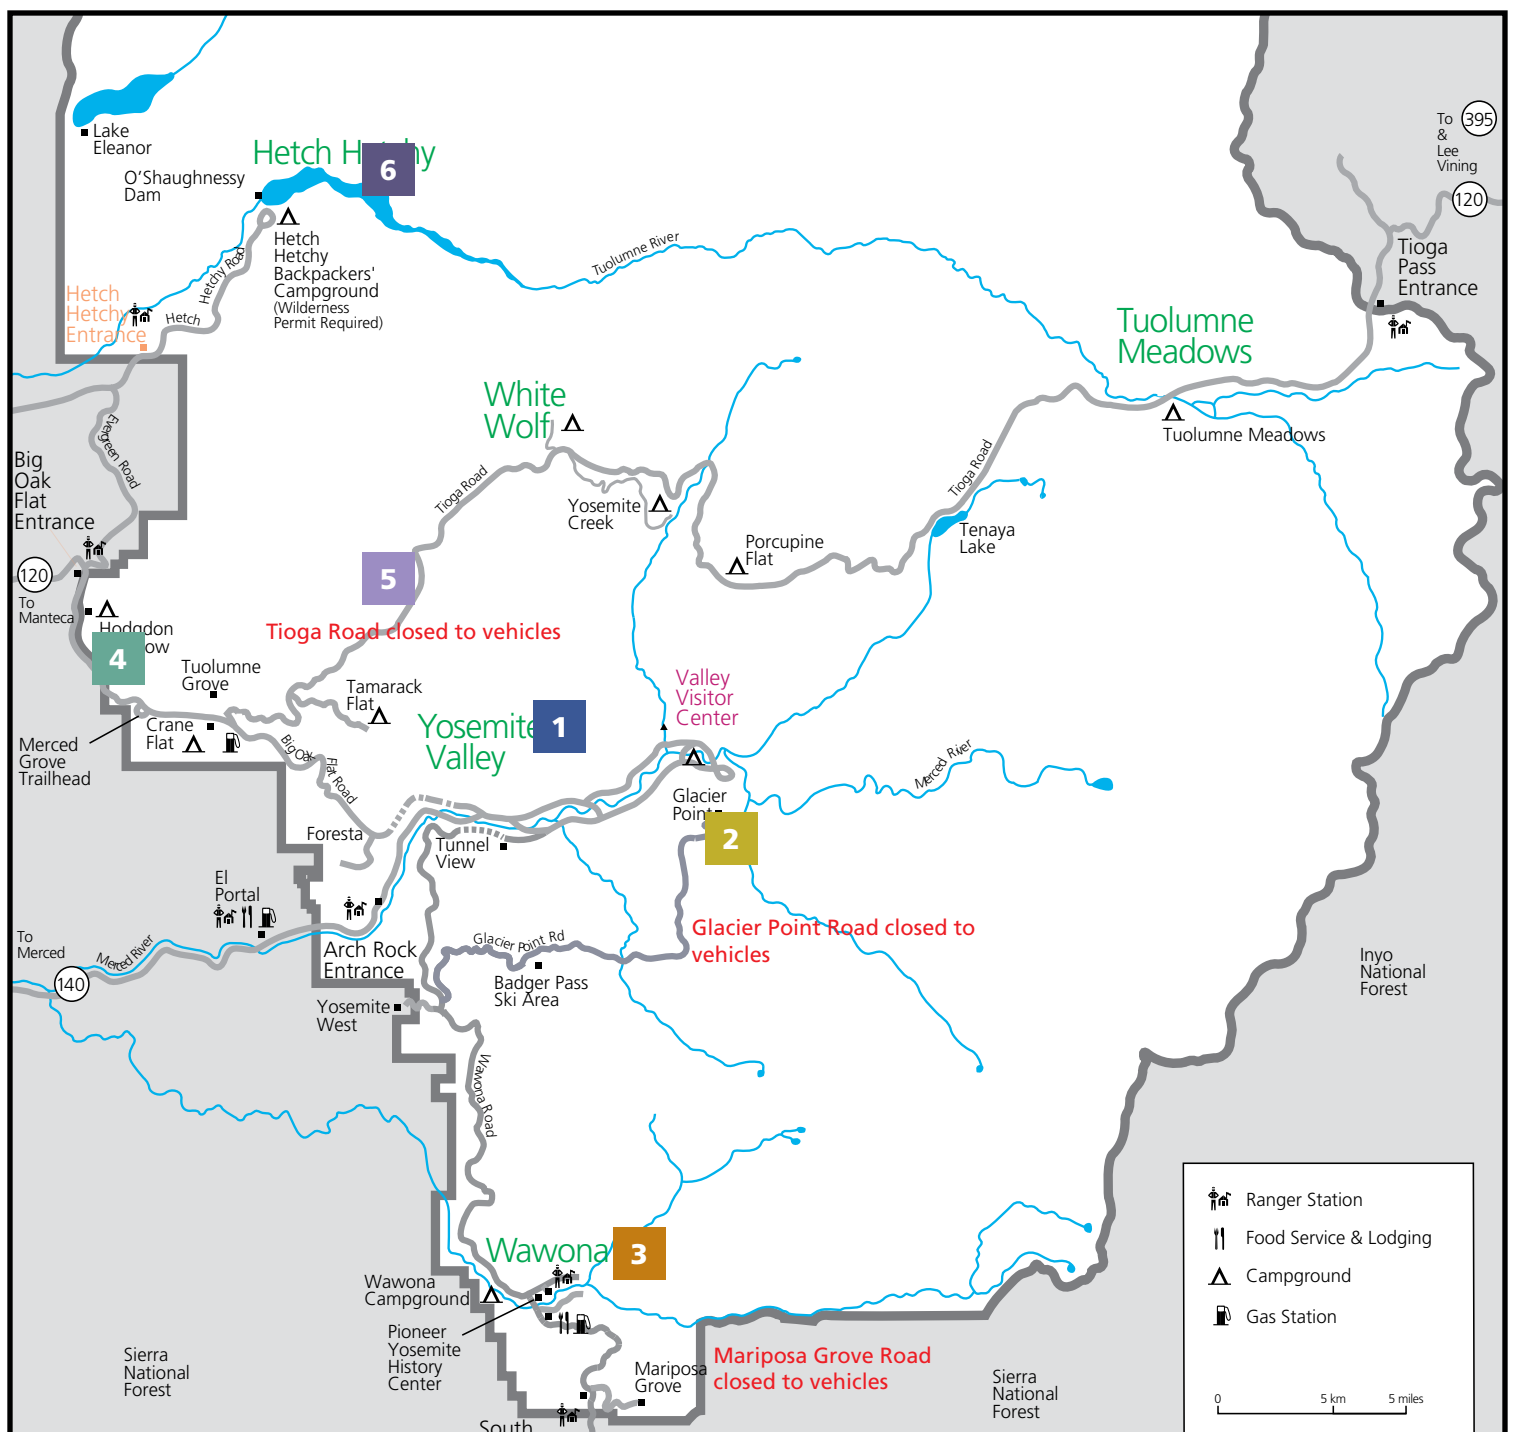 Lake
Eleanor
Hetch Hetchy
6
O'Shaughnessy
Dam
Hetch
Hetchy
Backpackers'
Campground
(Wilderness
Permit Required)
Hetchy Road
Hetch
Hetch
Hetchy
Entrance
Tuolumne River
To
&
Lee
Vining
395
120
Tioga
Pass
Entrance
Tuolumne
Meadows
Tuolumne Meadows
White
Wolf
Tioga Road
Yosemite
Creek
Porcupine
Flat
Tioga Road
Tenaya
Lake
Evergreen Road
Big
Oak
Flat
Entrance
120
To
Manteca
Hodgdon
ow
4
5
Tioga Road closed to vehicles
Tuolumne
Grove
Tamarack
Flat
Crane
Flat
Merced
Grove
Trailhead
Big Oak
Flat Road
Yosemite
Valley
1
Valley
Visitor
Center
Merced River
Glacier
Point
2
Foresta
Tunnel
View
El
Portal
Glacier Point Road closed to
vehicles
To
Merced
Merced River
140
Arch Rock
Entrance
Glacier Point Rd
Badger Pass
Ski Area
Yosemite
West
Inyo
National
Forest
Wawona Road
Wawona
3
Wawona
Campground
Pioneer
Yosemite
History
Center
Mariposa
Grove
Mariposa Grove Road
closed to vehicles
South
Sierra
National
Forest
Sierra
National
Forest
Ranger Station
Food Service & Lodging
Campground
Gas Station
0
5 km
5 miles